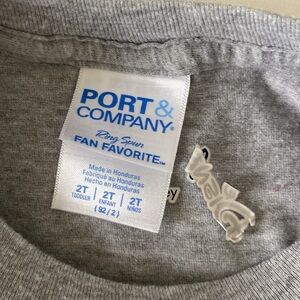 PORT &
COMPANY®
Ring Spun
FAN FAVORITE™
Made in Honduras
Fabriqué au Honduras
Hecho en Honduras
2T 2T 2T
TODDLER ENFANT NIÑOS
(92/2)
ey